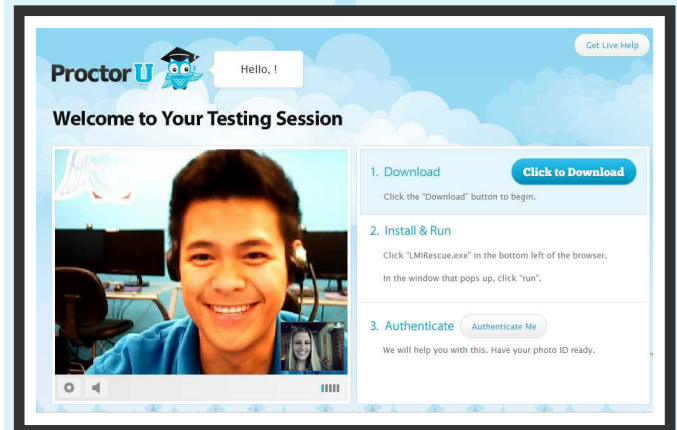 Get Live Help
ProctorU
Hello, !
Welcome to Your Testing Session
1. Download
Click to Download
Click the "Download" button to begin.
2. Install & Run
Click "LMIRescue.exe" in the bottom left of the browser.
In the window that pops up, click "run".
3. Authenticate
Authenticate Me
We will help you with this. Have your photo ID ready.